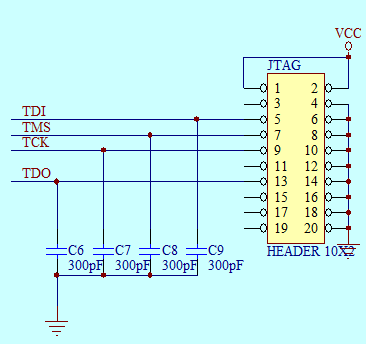 VCC
JTAG
1 2
3 4
TDI 5 6
TMS 7 8
TCK 9 10
11 12
TDO 13 14
15 16
17 18
19 20
HEADER 10X2
C6 C7 C8 C9
300pF 300pF 300pF 300pF